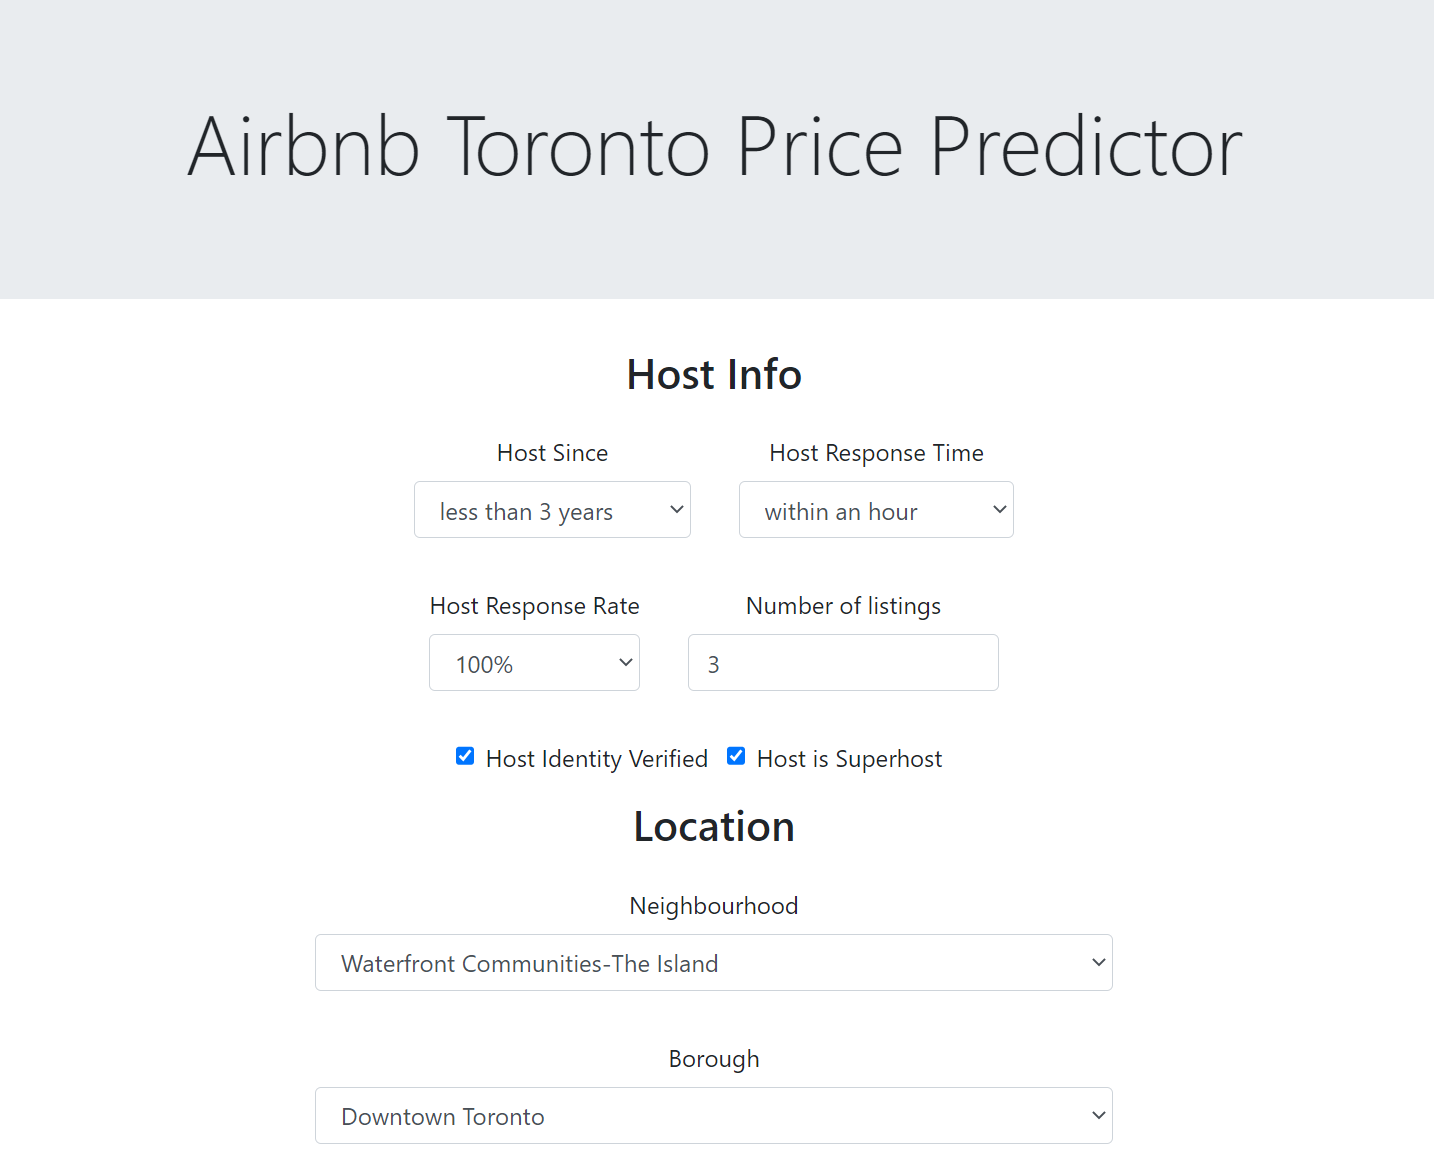 Airbnb Toronto Price Predictor
Host Info
Host Since
Host Response Time
less than 3 years
within an hour
Host Response Rate
Number of listings
100%
3
Host Identity Verified
Host is Superhost
Location
Neighbourhood
Waterfront Communities-The Island
Borough
Downtown Toronto